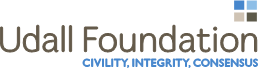 Udall Foundation
CIVILITY, INTEGRITY, CONSENSUS